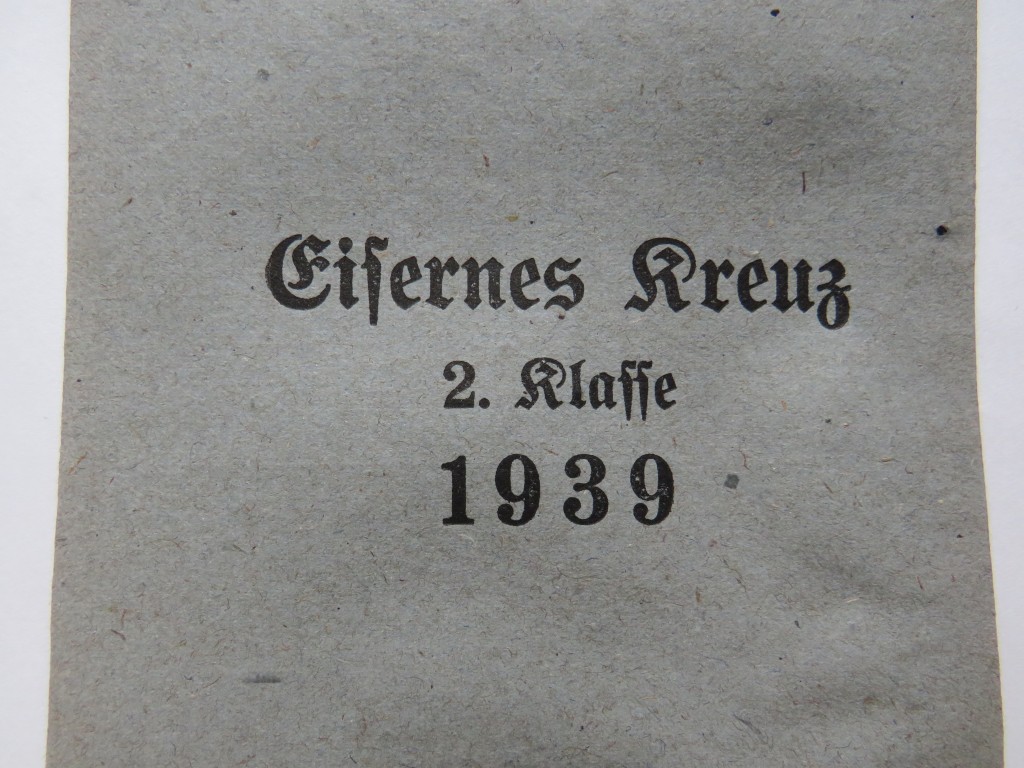 Eiſernes Kreuz
2. Klaſſe
1939